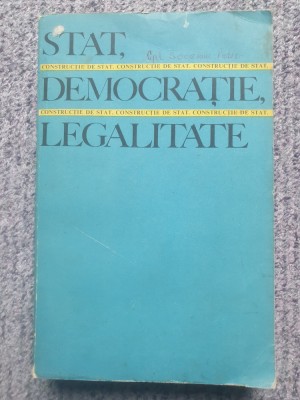 STAT,
CONSTRUCȚIE DE STAT. CONSTRUCȚIE DE STAT. CONSTRUCȚIE DE STAT.
DEMOCRAȚIE,
CONSTRUCȚIE DE STAT. CONSTRUCȚIE DE STAT. CONSTRUCȚIE DE STAT.
LEGALITATE